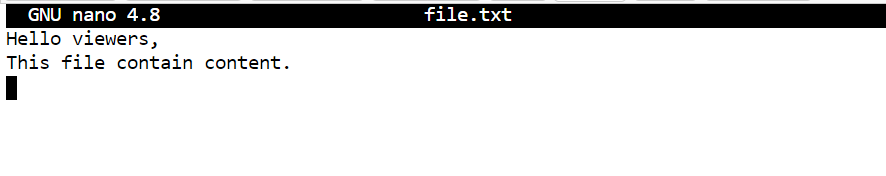 GNU nano 4.8 file.txt
Hello viewers,
This file contain content.